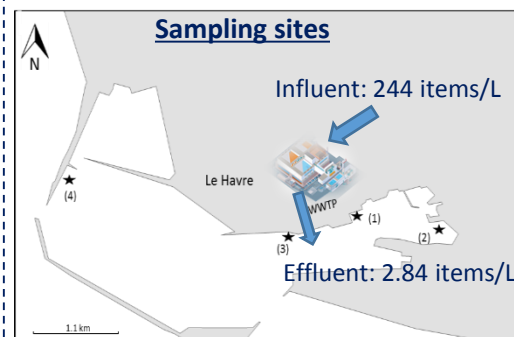 Sampling sites
N
Influent: 244 items/L
Le Havre
WWTP
(4)
(1)
(2)
(3)
Effluent: 2.84 items/L
1.1 km